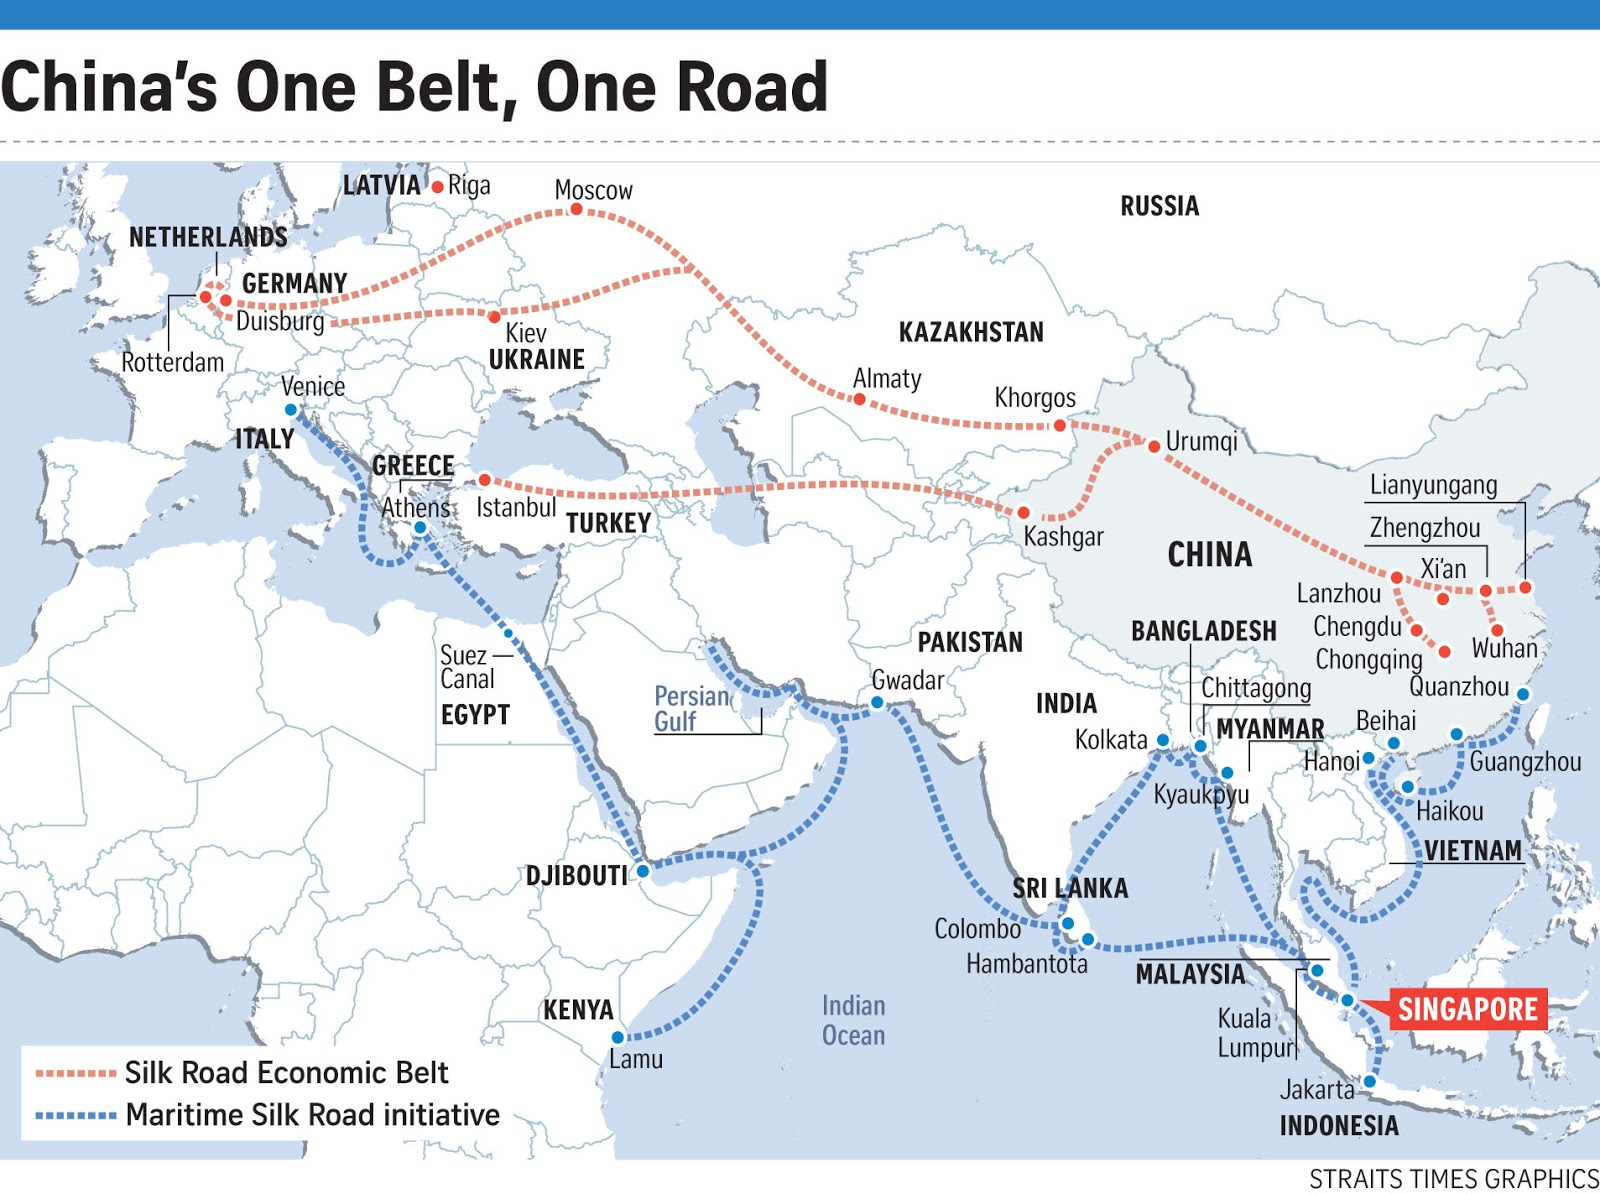 China's One Belt, One Road
LATVIA
Riga
Moscow
RUSSIA
NETHERLANDS
GERMANY
Duisburg
Rotterdam
Kiev
UKRAINE
KAZAKHSTAN
Venice
ITALY
Almaty
Khorgos
Urumqi
GREECE
Athens
Istanbul
TURKEY
Kashgar
CHINA
Lianyungang
Zhengzhou
Xi'an
Lanzhou
Chengdu
Chongqing
Wuhan
Quanzhou
BANGLADESH
PAKISTAN
Suez
Canal
EGYPT
Persian
Gulf
Gwadar
INDIA
Chittagong
MYANMAR
Kolkata
Kyaukpyu
Beihai
Hanoi
Guangzhou
Haikou
VIETNAM
DJIBOUTI
SRI LANKA
Colombo
Hambantota
MALAYSIA
SINGAPORE
Kuala
Lumpur
Indian
Ocean
KENYA
Lamu
Jakarta
INDONESIA
Silk Road Economic Belt
Maritime Silk Road initiative
STRAITS TIMES GRAPHICS